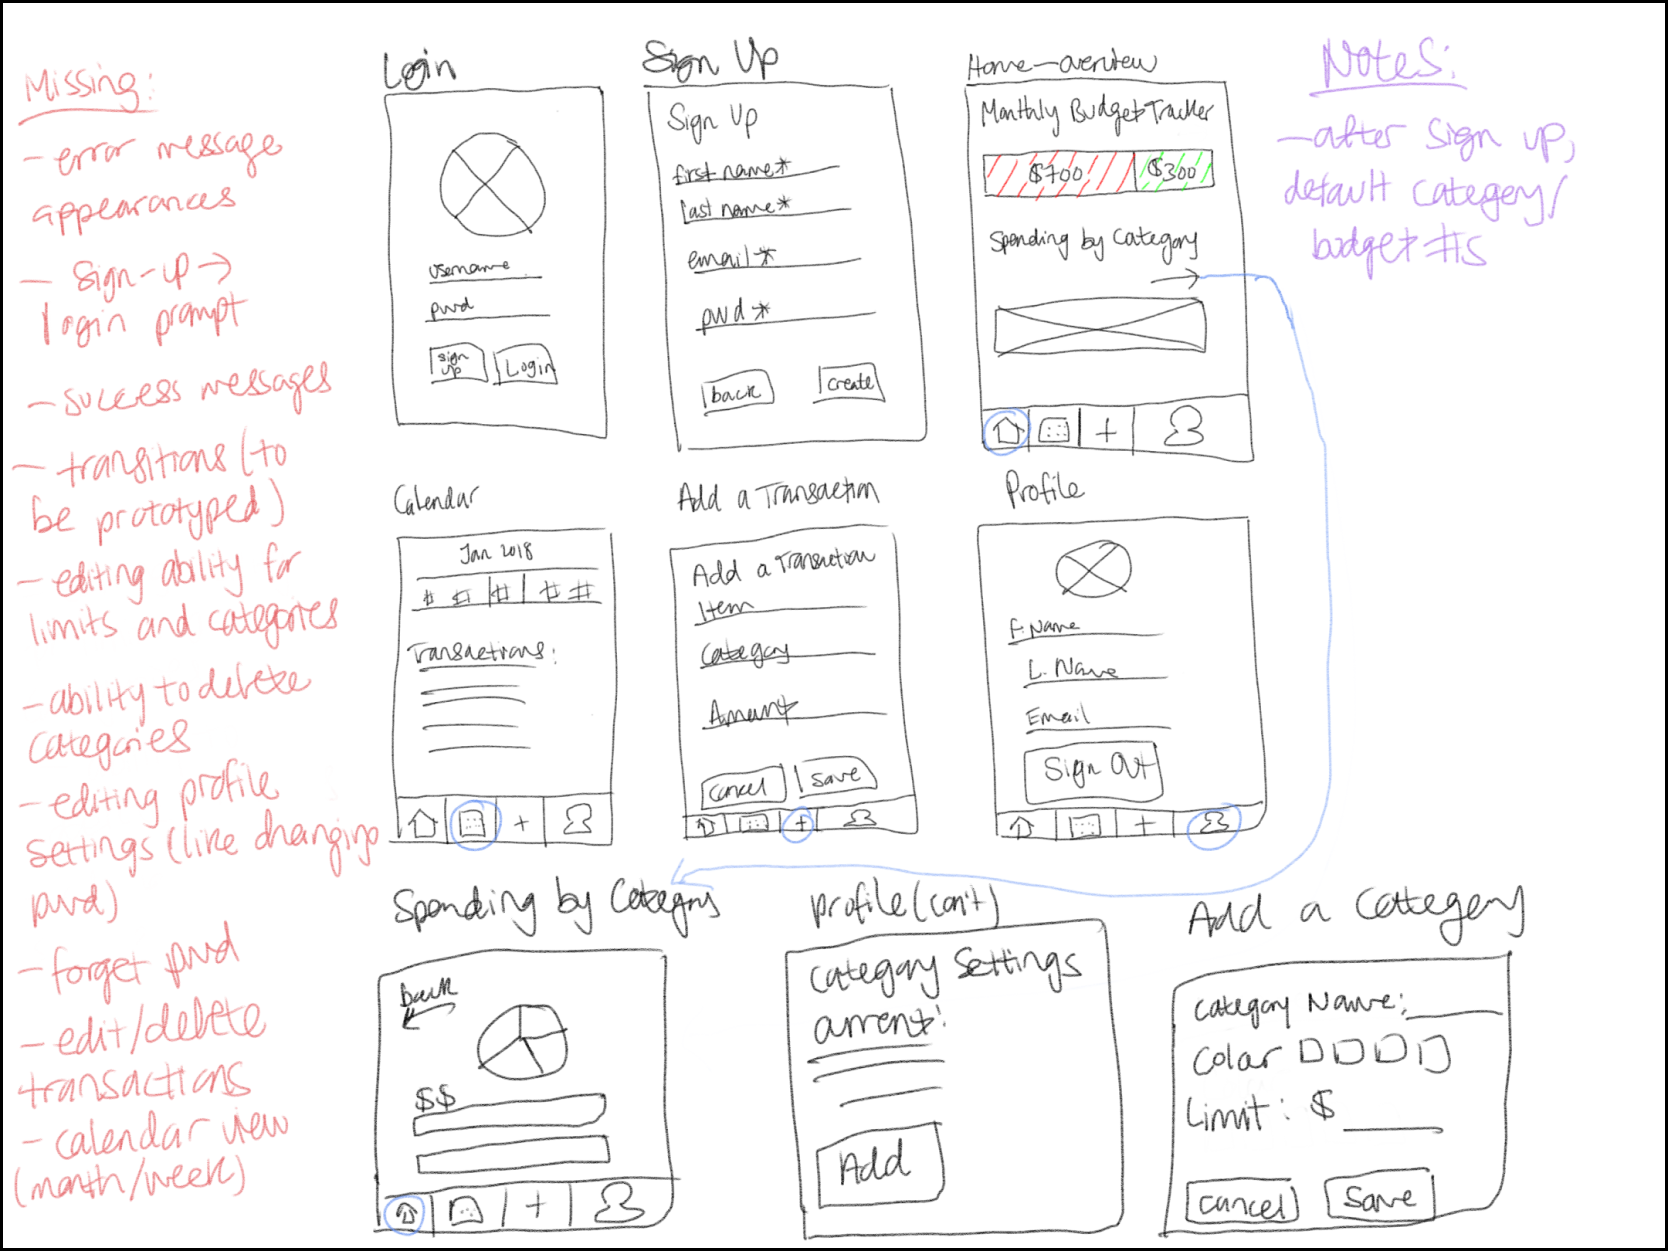 Missing:
- error message
appearances
- sign-up →
login prompt
- success messages
- transitions (to
be prototyped)
- editing ability for
limits and categories
- ability to delete
categories
- editing profile
settings (like changing
pwd)
- forget pwd
- edit/delete
transactions
- calendar view
(month/week)
Login
username
pwd
sign
up
Login
Sign Up
Sign Up
first name*
last name*
email*
pwd*
back
create
Home-overview
Monthly Budget Tracker
$700
$300
Spending by Category
→
Notes:
- after sign up,
default category/
budget #s
Calendar
Jan 2018
# # # # #
Transactions:
+
Add a Transaction
Add a Transaction
Item
Category
Amount
Cancel
Save
+
Profile
F. Name
L. Name
Email
Sign Out
+
Spending by Category
back
$$
+
profile (con't)
Category Settings
current:
Add
Add a Category
Category Name:
Color
Limit: $
Cancel
Save